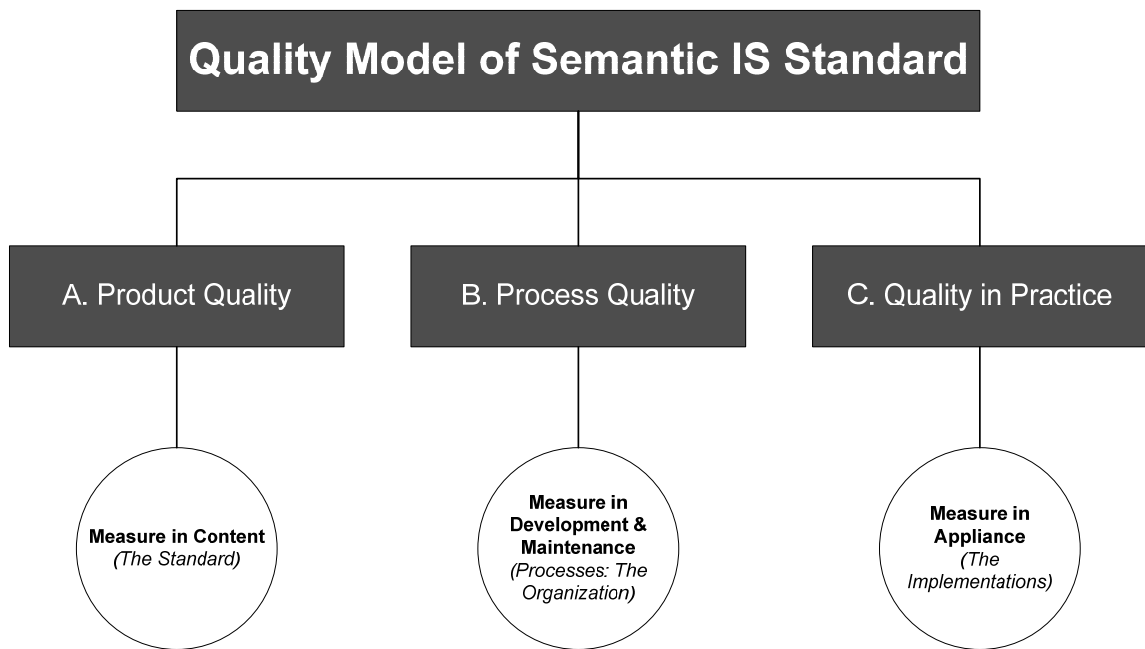 Quality Model of Semantic IS Standard
A. Product Quality
B. Process Quality
C. Quality in Practice
Measure in Content
(The Standard)
Measure in
Development &
Maintenance
(Processes: The
Organization)
Measure in
Appliance
(The
Implementations)